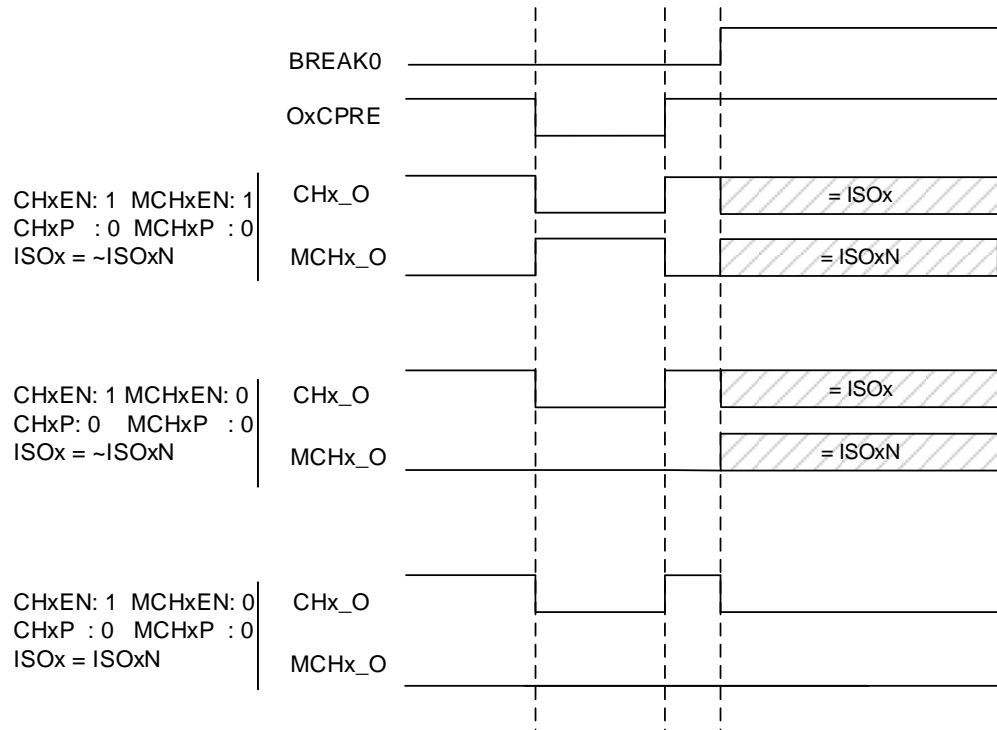 BREAK0
OxCPRE
CHxEN: 1 MCHxEN: 1
CHxP : 0 MCHxP : 0
ISOx = ~ISOxN
CHx_O
= ISOx
MCHx_O
= ISOxN
CHxEN: 1 MCHxEN: 0
CHxP: 0 MCHxP : 0
ISOx = ~ISOxN
CHx_O
= ISOx
MCHx_O
= ISOxN
CHxEN: 1 MCHxEN: 0
CHxP : 0 MCHxP : 0
ISOx = ISOxN
CHx_O
MCHx_O